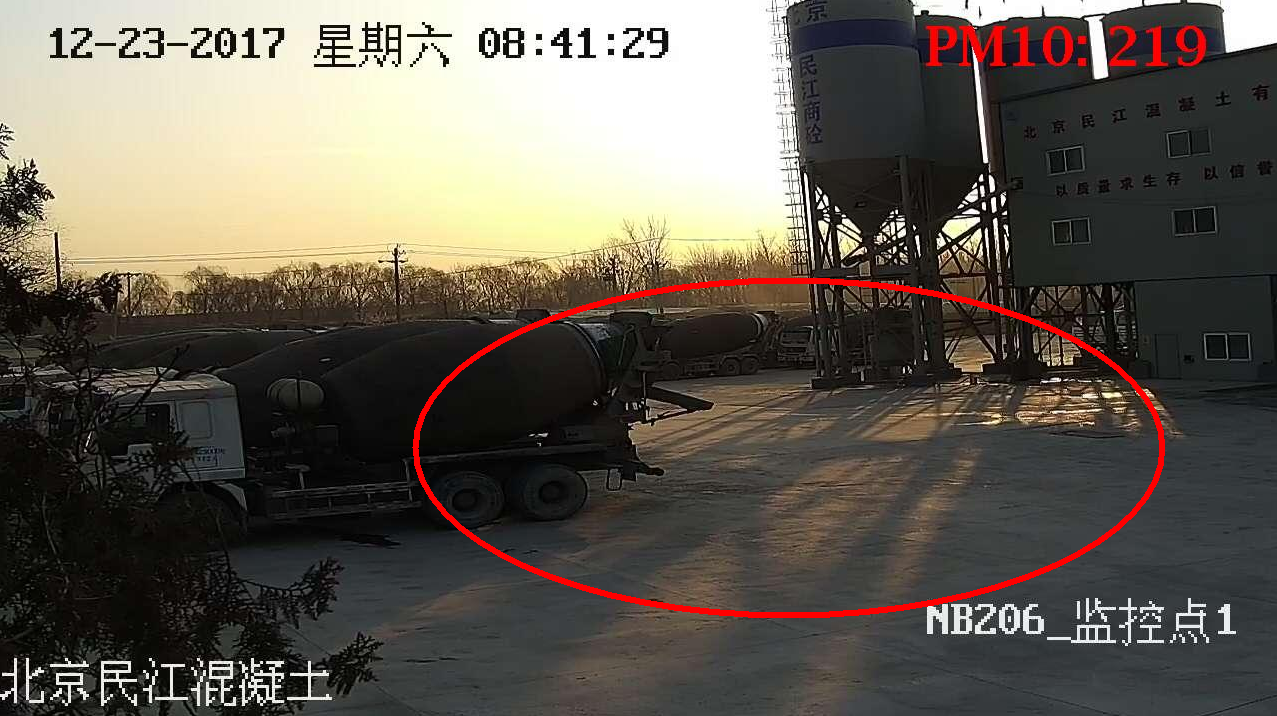 12-23-2017 星期六 08:41:29
PM10: 219
北京民江商砼
北京民江混凝土有
以质量求生存 以信誉
NB206_监控点1
北京民江混凝土